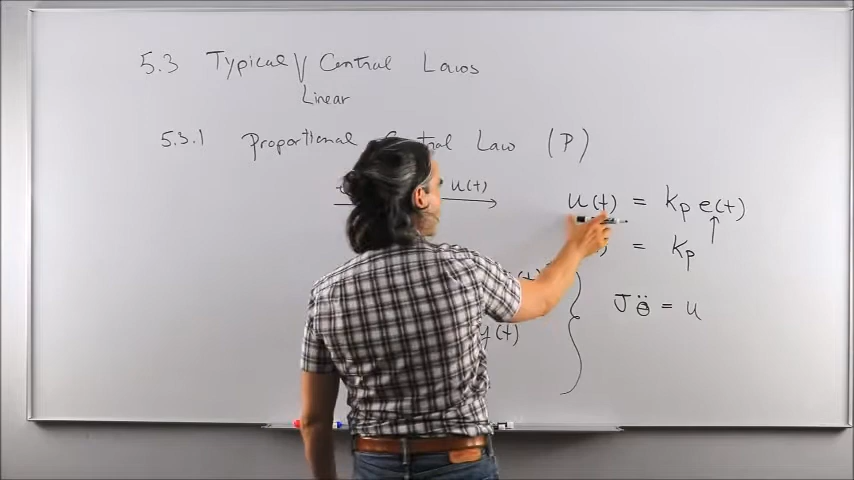 5.3 Typical Control Laws
Linear
5.3.1 Proportional Control Law (P)
u(t)
u(t) = Kp e(t)
= Kp
Jθ̈ = u
y(t)